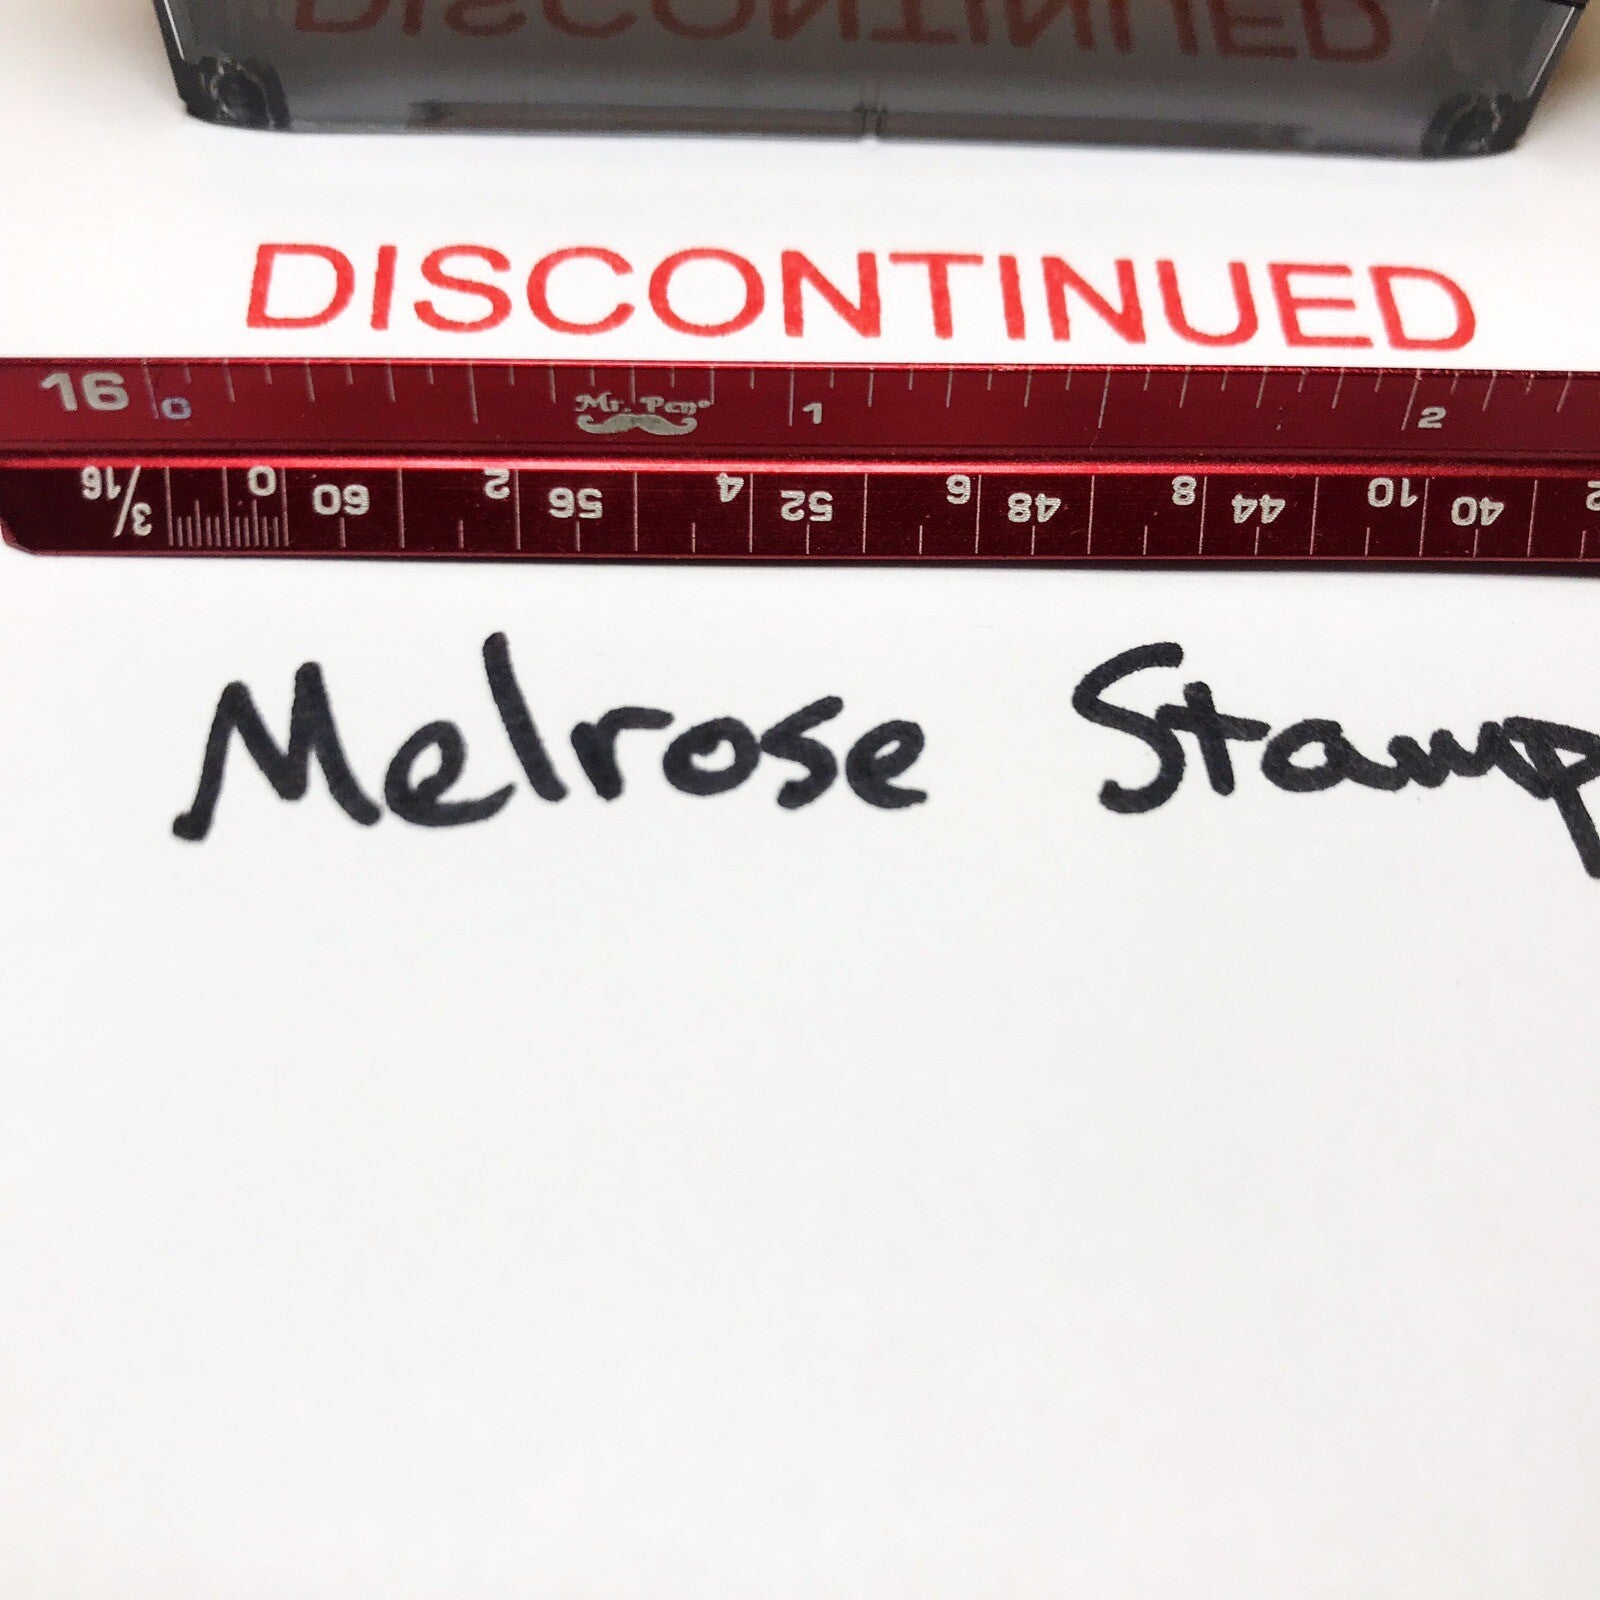 DISCONTINUED
DISCONTINUED
16 0 Mr. Pen® 1 2
3/16 0 60 2 56 4 52 6 48 8 44 10 40
Melrose Stamp